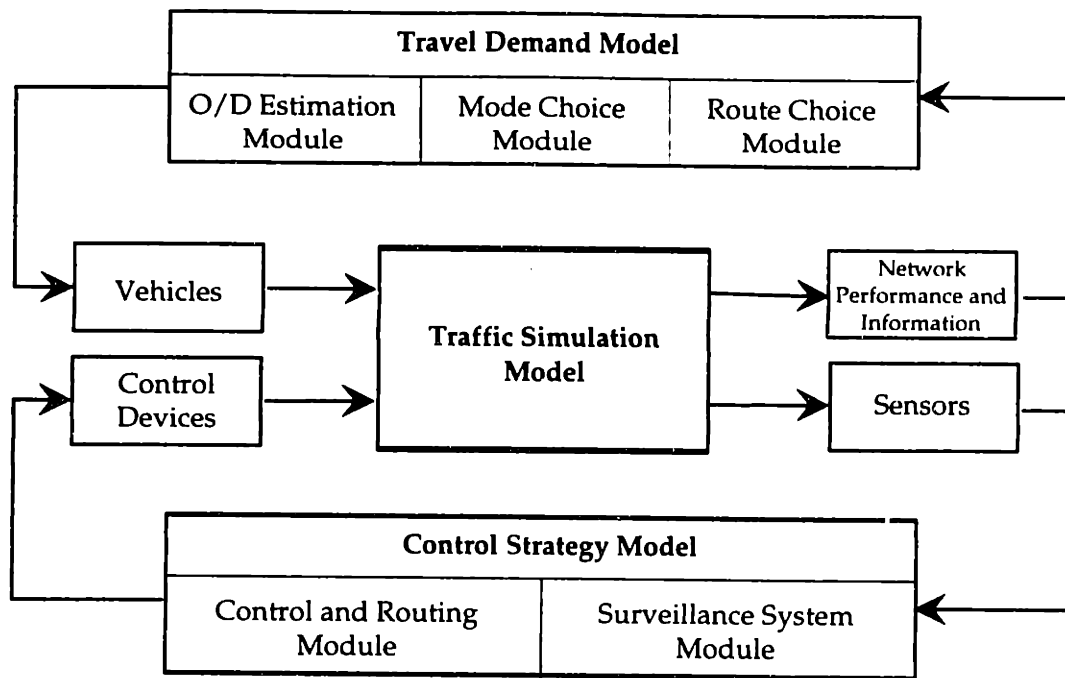 Travel Demand Model
O/D Estimation
Module
Mode Choice
Module
Route Choice
Module
Vehicles
Control
Devices
Traffic Simulation
Model
Network
Performance and
Information
Sensors
Control Strategy Model
Control and Routing
Module
Surveillance System
Module